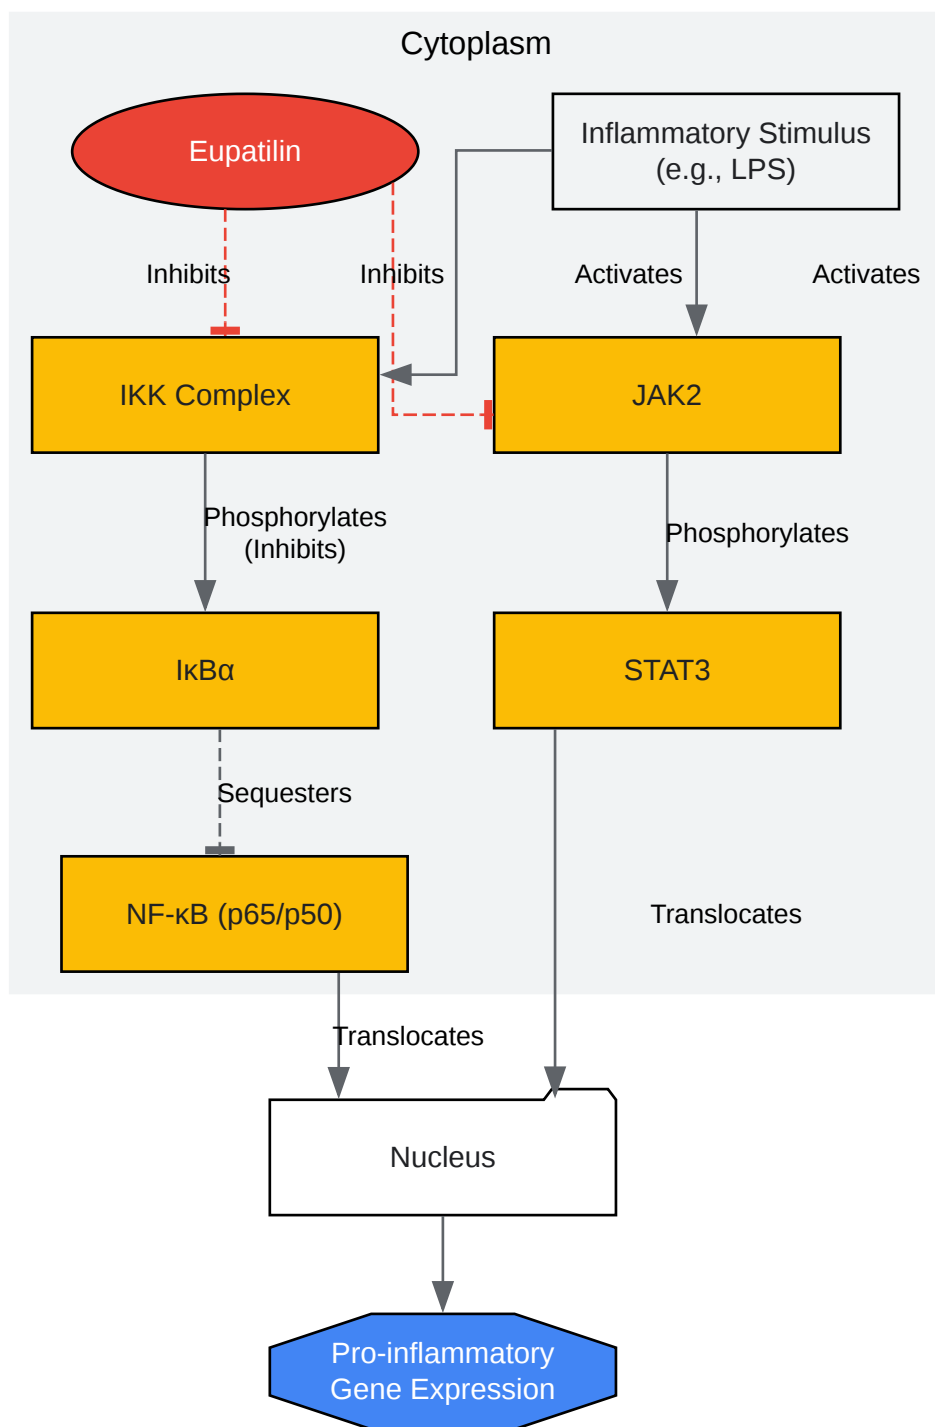 Cytoplasm
Eupatilin
Inflammatory Stimulus
(e.g., LPS)
Inhibits
Inhibits
Activates
Activates
IKK Complex
JAK2
Phosphorylates
(Inhibits)
Phosphorylates
IκBα
STAT3
Sequesters
NF-κB (p65/p50)
Translocates
Translocates
Nucleus
Pro-inflammatory
Gene Expression